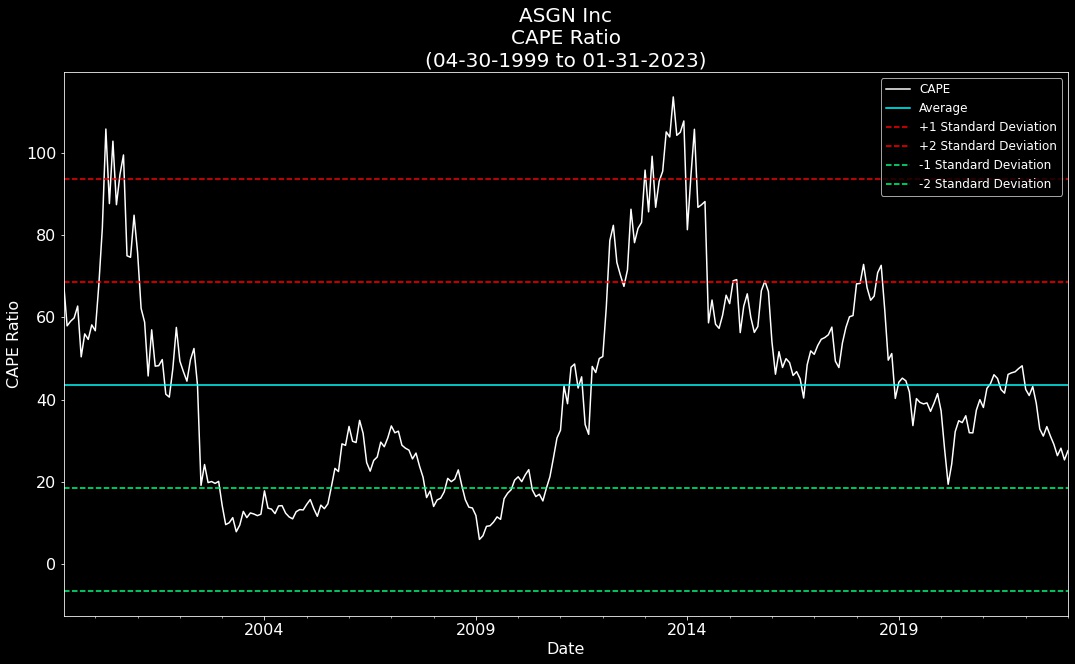 ASGN Inc
CAPE Ratio
(04-30-1999 to 01-31-2023)
CAPE
Average
+1 Standard Deviation
+2 Standard Deviation
-1 Standard Deviation
-2 Standard Deviation
CAPE Ratio
100
80
60
40
20
0
2004
2009
2014
2019
Date